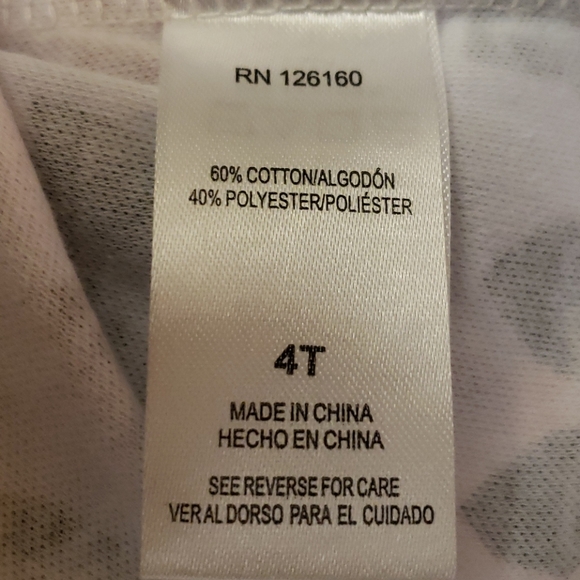 RN 126160
60% COTTON/ALGODÓN
40% POLYESTER/POLIÉSTER
4T
MADE IN CHINA
HECHO EN CHINA
SEE REVERSE FOR CARE
VER AL DORSO PARA EL CUIDADO